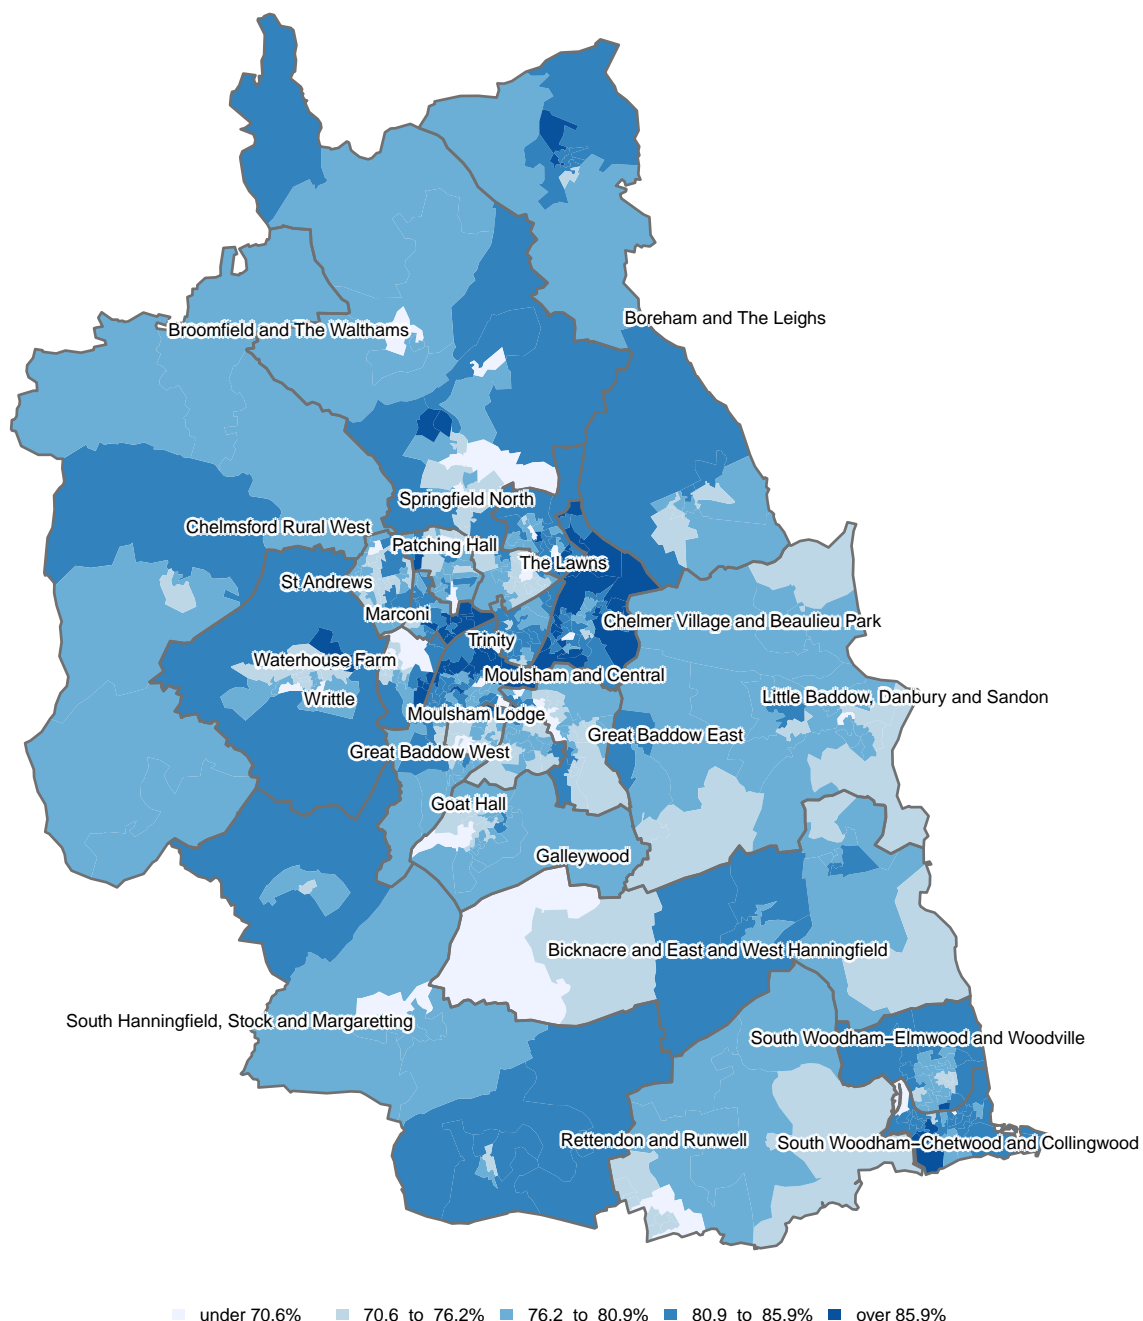 Boreham and The Leighs
Broomfield and The Walthams
Springfield North
Chelmsford Rural West
Patching Hall
The Lawns
St Andrews
Marconi
Chelmer Village and Beaulieu Park
Trinity
Waterhouse Farm
Moulsham and Central
Writtle
Little Baddow, Danbury and Sandon
Moulsham Lodge
Great Baddow East
Great Baddow West
Goat Hall
Galleywood
Bicknacre and East and West Hanningfield
South Hanningfield, Stock and Margaretting
South Woodham–Elmwood and Woodville
Rettendon and Runwell
South Woodham–Chetwood and Collingwood
under 70.6% 70.6 to 76.2% 76.2 to 80.9% 80.9 to 85.9% over 85.9%